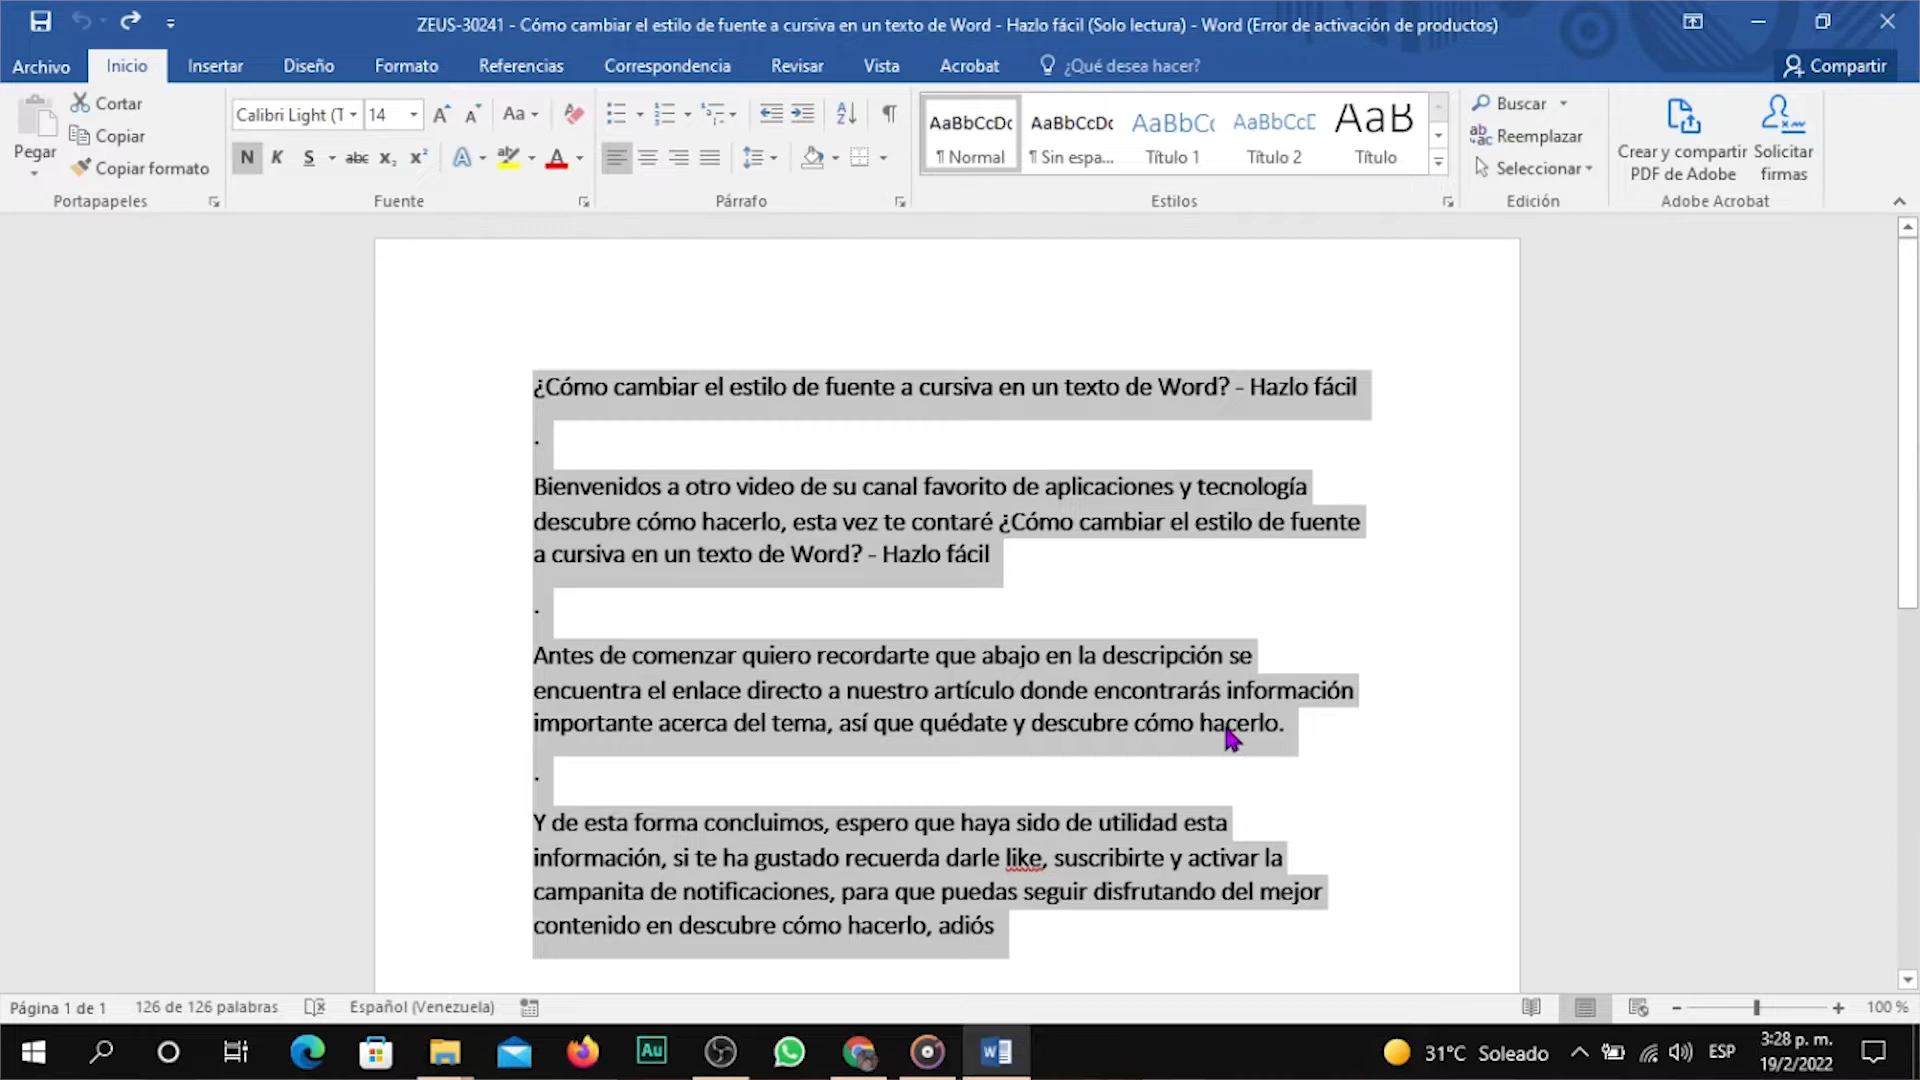 ZEUS-30241 - Cómo cambiar el estilo de fuente a cursiva en un texto de Word - Hazlo fácil (Solo lectura) - Word (Error de activación de productos)
Archivo Inicio Insertar Diseño Formato Referencias Correspondencia Revisar Vista Acrobat ¿Qué desea hacer? Compartir
Pegar
Cortar
Copiar
Copiar formato
Portapapeles
Calibri Light (T 14 Aa
N K S abc x₂ x² A ab A
Fuente
Párrafo
AaBbCcDc AaBbCcDc AaBbCc AaBbCcD AaB
¶ Normal ¶ Sin espa... Título 1 Título 2 Título
Estilos
Buscar
Reemplazar
Seleccionar
Edición
Crear y compartir
PDF de Adobe
Solicitar
firmas
Adobe Acrobat
¿Cómo cambiar el estilo de fuente a cursiva en un texto de Word? - Hazlo fácil
.
Bienvenidos a otro video de su canal favorito de aplicaciones y tecnología
descubre cómo hacerlo, esta vez te contaré ¿Cómo cambiar el estilo de fuente
a cursiva en un texto de Word? - Hazlo fácil
.
Antes de comenzar quiero recordarte que abajo en la descripción se
encuentra el enlace directo a nuestro artículo donde encontrarás información
importante acerca del tema, así que quédate y descubre cómo hacerlo.
.
Y de esta forma concluimos, espero que haya sido de utilidad esta
información, si te ha gustado recuerda darle like, suscribirte y activar la
campanita de notificaciones, para que puedas seguir disfrutando del mejor
contenido en descubre cómo hacerlo, adiós
Página 1 de 1 126 de 126 palabras Español (Venezuela) 100 %
Au
31°C Soleado ESP
3:28 p. m.
19/2/2022